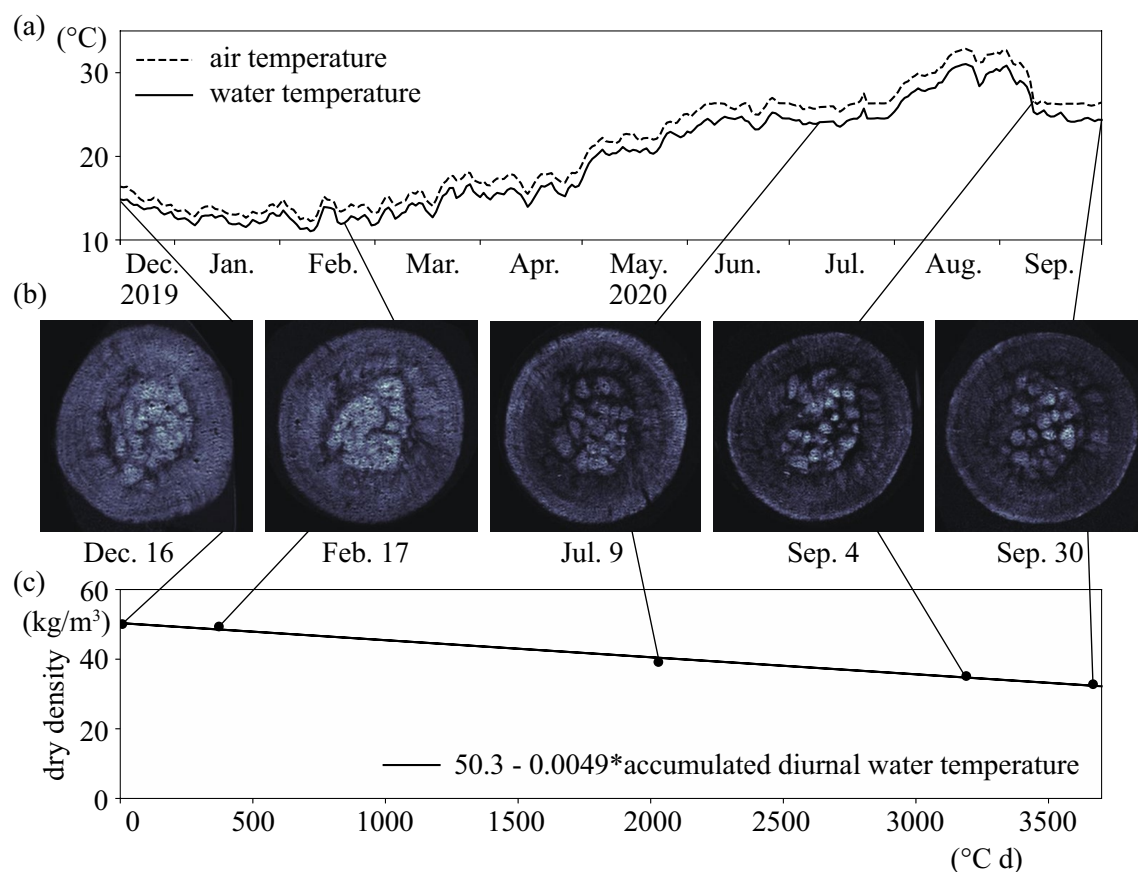 (a)
(°C)
air temperature
water temperature
30
20
10
Dec. Jan. Feb. Mar. Apr. May. Jun. Jul. Aug. Sep.
2019 2020
(b)
Dec. 16 Feb. 17 Jul. 9 Sep. 4 Sep. 30
(c)
60
(kg/m³)
dry density
40
20
0
50.3 - 0.0049*accumulated diurnal water temperature
0 500 1000 1500 2000 2500 3000 3500
(°C d)